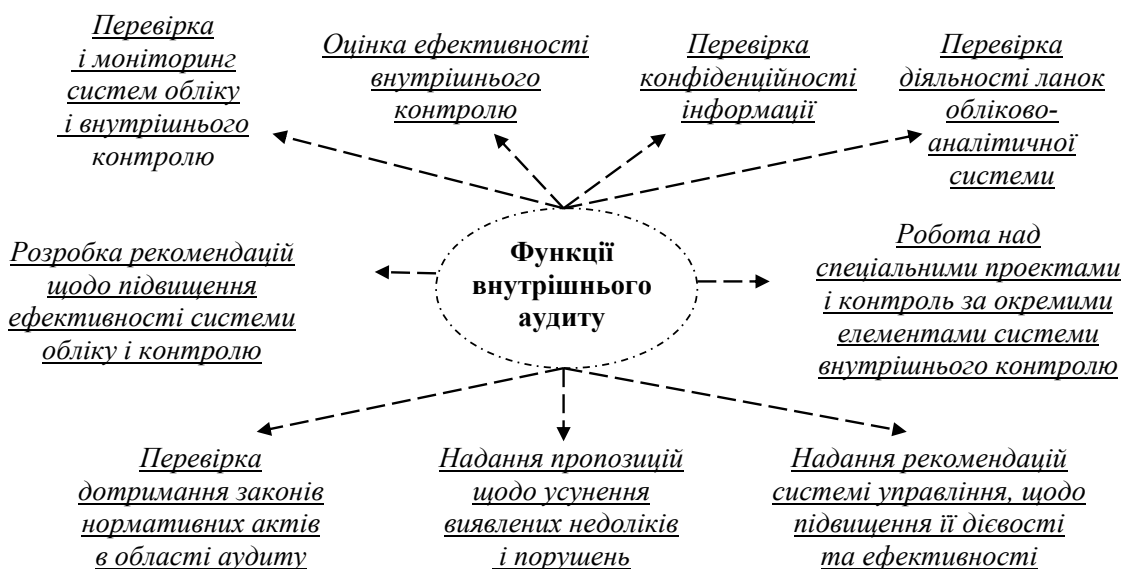 Перевірка
і моніторинг
систем обліку
і внутрішнього
контролю
Оцінка ефективності
внутрішнього
контролю
Перевірка
конфіденційності
інформації
Перевірка
діяльності ланок
обліково-
аналітичної
системи
Розробка рекомендацій
щодо підвищення
ефективності системи
обліку і контролю
Функції
внутрішнього
аудиту
Робота над
спеціальними проектами
і контроль за окремими
елементами системи
внутрішнього контролю
Перевірка
дотримання законів
нормативних актів
в області аудиту
Надання пропозицій
щодо усунення
виявлених недоліків
і порушень
Надання рекомендацій
системі управління, щодо
підвищення її дієвості
та ефективності